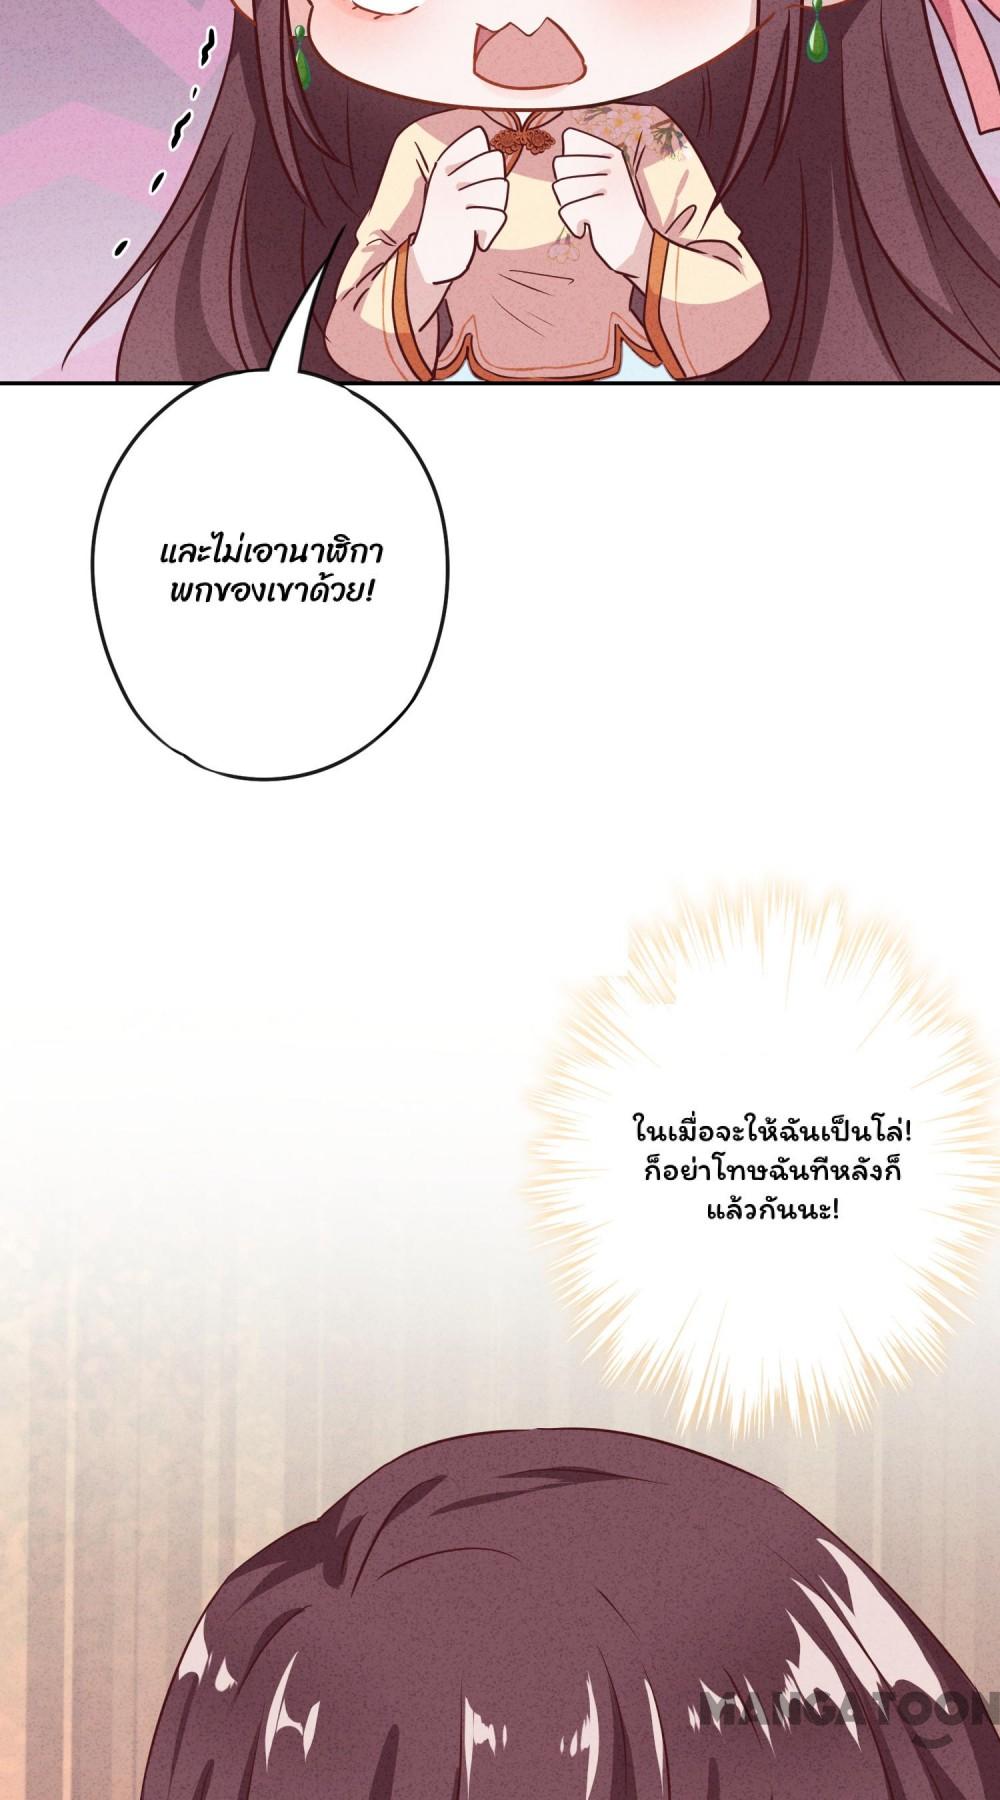 และไม่เอานาฬิกา
พกของเขาด้วย!
ในเมื่อจะให้ฉันเป็นโล่!
ก็อย่าโทษฉันทีหลังก็
แล้วกันนะ!
MANGATOON